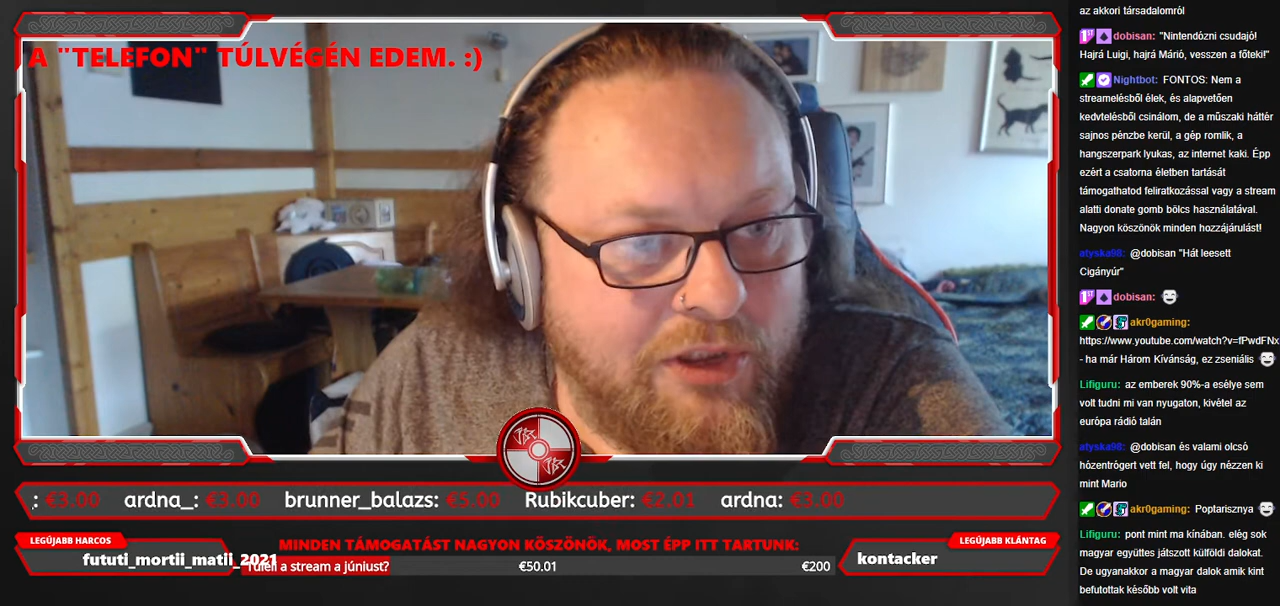 A "TELEFON" TÚLVÉGÉN EDEM. :)
: €3.00 ardna_: €3.00 brunner_balazs: €5.00 Rubikcuber: €2.01 ardna: €3.00
LEGÚJABB HARCOS
fututi_mortii_matii_2021
MINDEN TÁMOGATÁST NAGYON KÖSZÖNÖK, MOST ÉPP ITT TARTUNK:
Túléli a stream a júniust? €50.01 €200
LEGÚJABB KLÁNTAG
kontacker
az akkori társadalomról
dobisan: "Nintendózni csudajó!
Hajrá Luigi, hajrá Márió, vesszen a főteki!"
Nightbot: FONTOS: Nem a
streamelésből élek, és alapvetően
kedvtelésből csinálom, de a műszaki háttér
sajnos pénzbe kerül, a gép romlik, a
hangszerpark lyukas, az internet kaki. Épp
ezért a csatorna életben tartását
támogathatod feliratkozással vagy a stream
alatti donate gomb bölcs használatával.
Nagyon köszönök minden hozzájárulást!
atyska98: @dobisan "Hát leesett
Cigányúr"
dobisan:
akr0gaming:
https://www.youtube.com/watch?v=fPwdFNx
- ha már Három Kívánság, ez zseniális
Lifiguru: az emberek 90%-a esélye sem
volt tudni mi van nyugaton, kivétel az
európa rádió talán
atyska98: @dobisan és valami olcsó
hózentrógert vett fel, hogy úgy nézzen ki
mint Mario
akr0gaming: Poptarisznya
Lifiguru: pont mint ma kínában. elég sok
magyar együttes játszott külföldi dalokat.
De ugyanakkor a magyar dalok amik kint
befutottak később volt vita